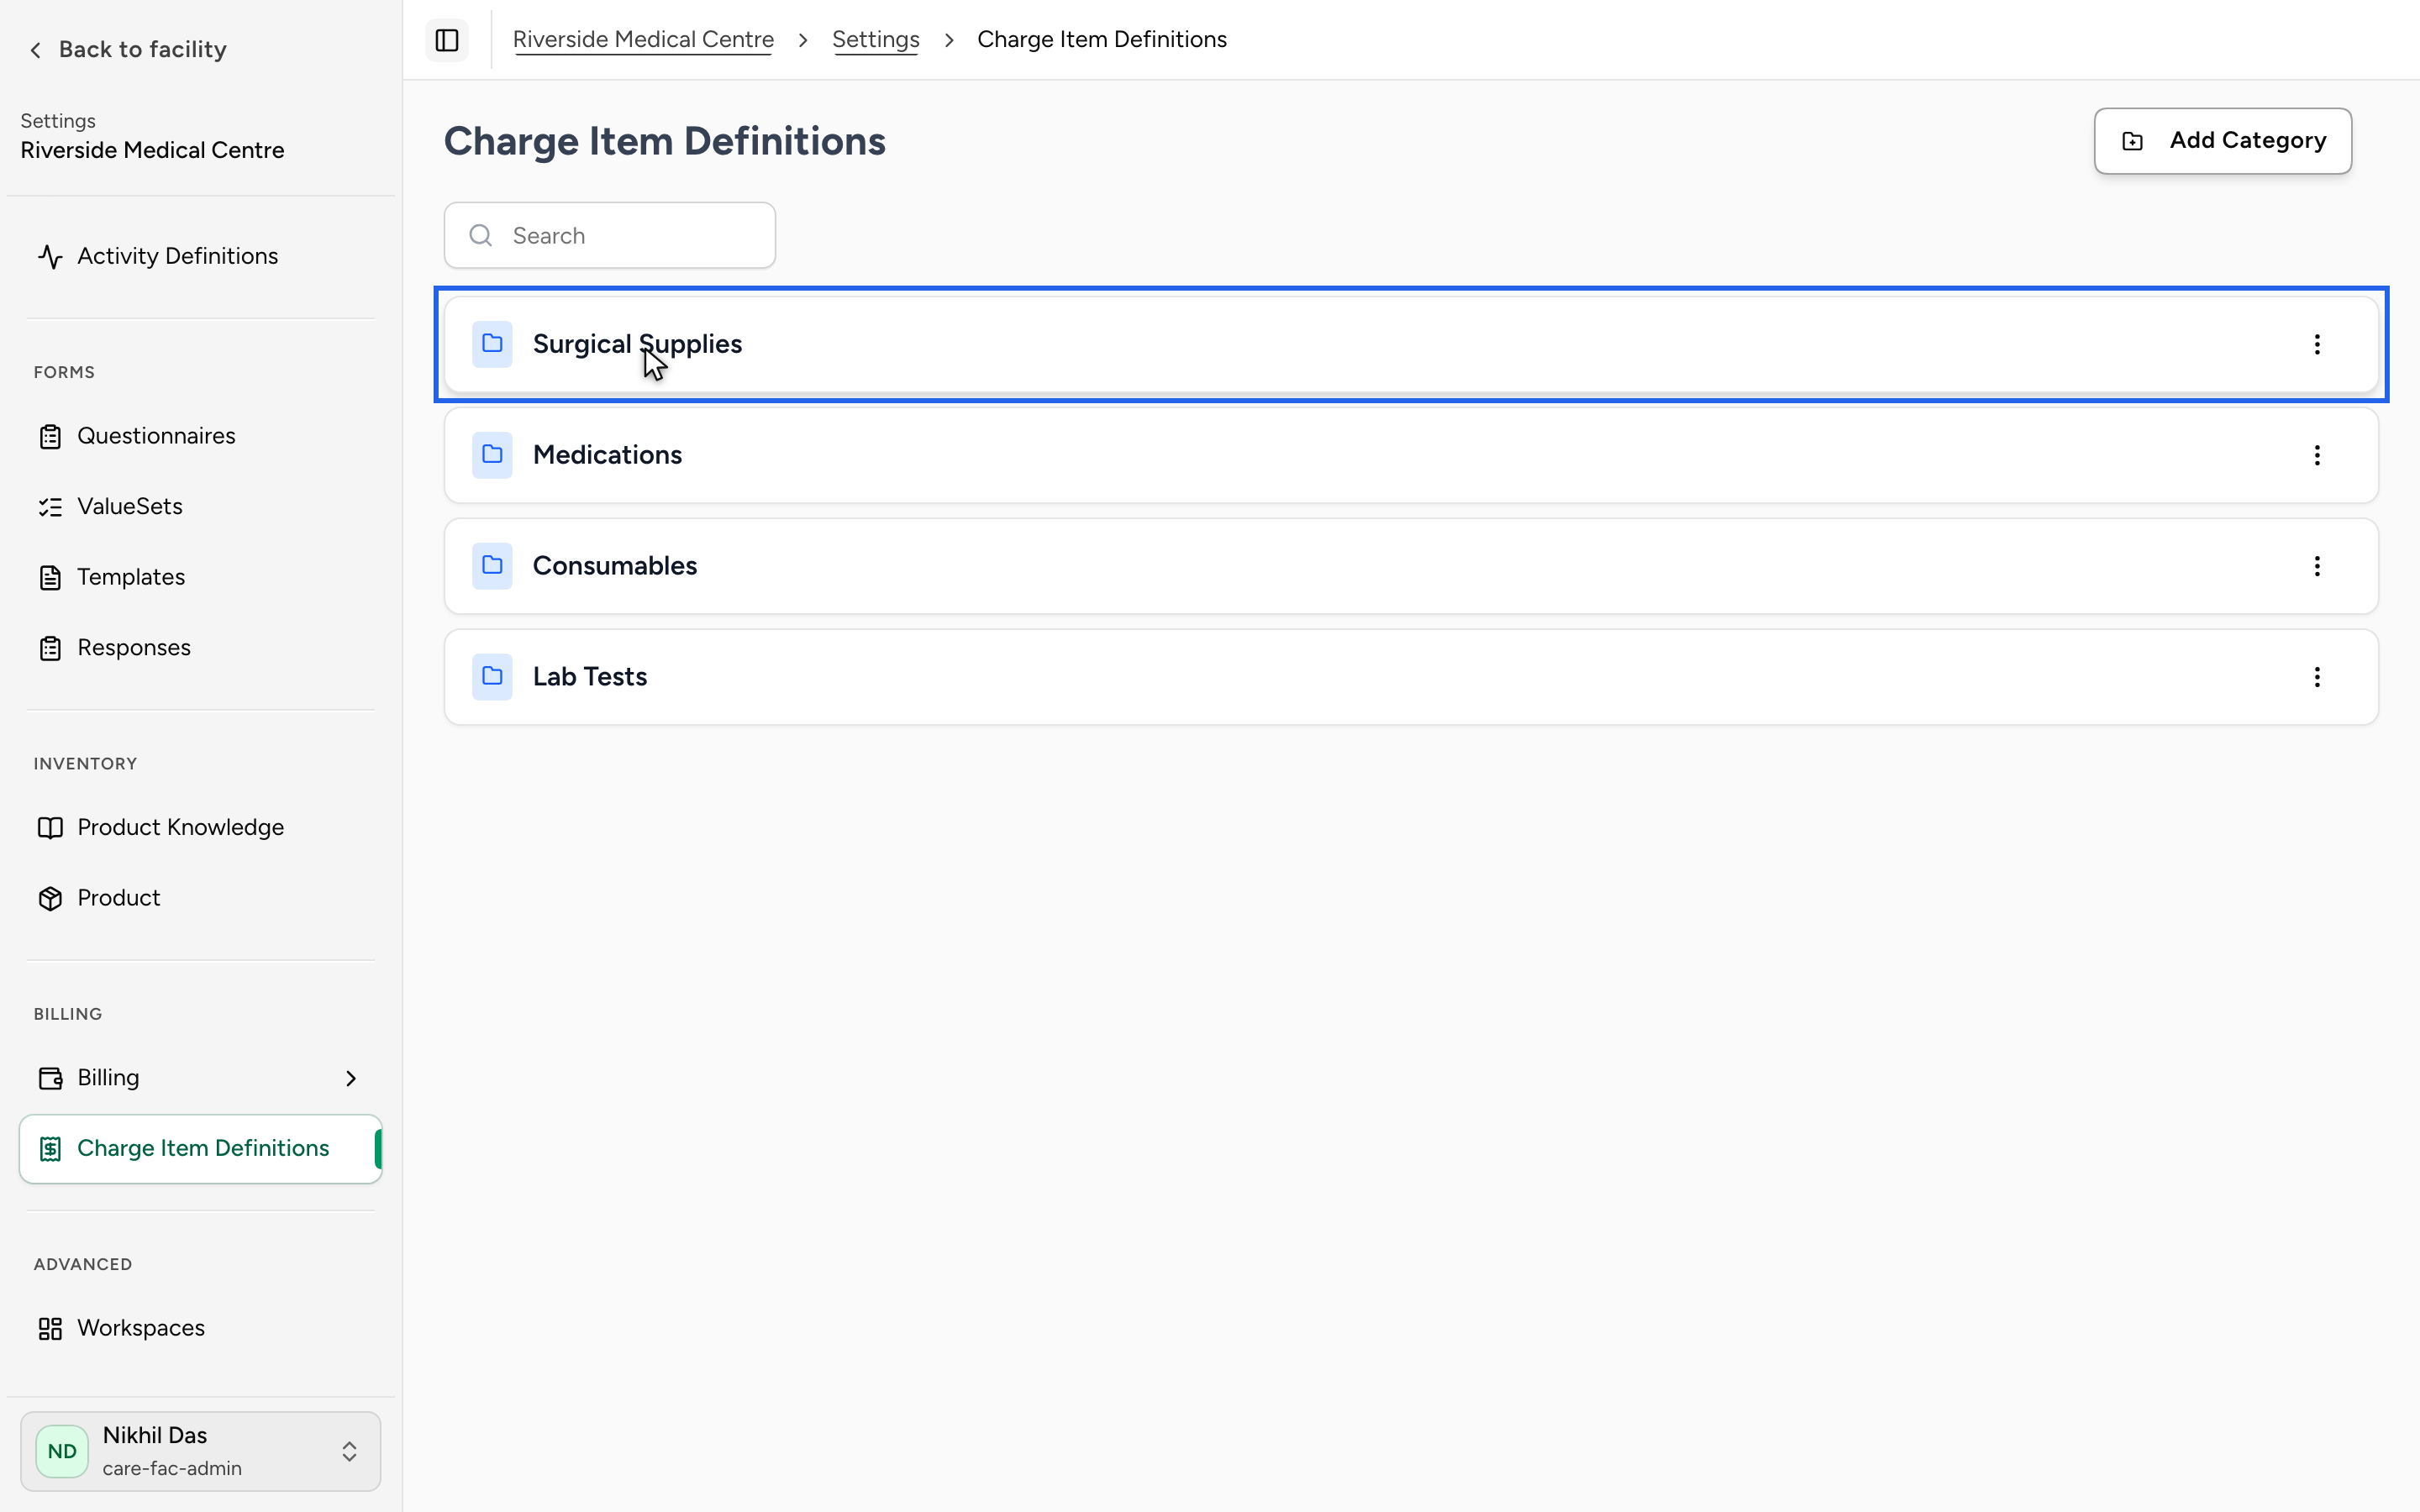 Back to facility
Settings
Riverside Medical Centre
Activity Definitions
FORMS
Questionnaires
ValueSets
Templates
Responses
INVENTORY
Product Knowledge
Product
BILLING
Billing
Charge Item Definitions
ADVANCED
Workspaces
ND
Nikhil Das
care-fac-admin
Riverside Medical Centre > Settings > Charge Item Definitions
Charge Item Definitions
Add Category
Search
Surgical Supplies
Medications
Consumables
Lab Tests